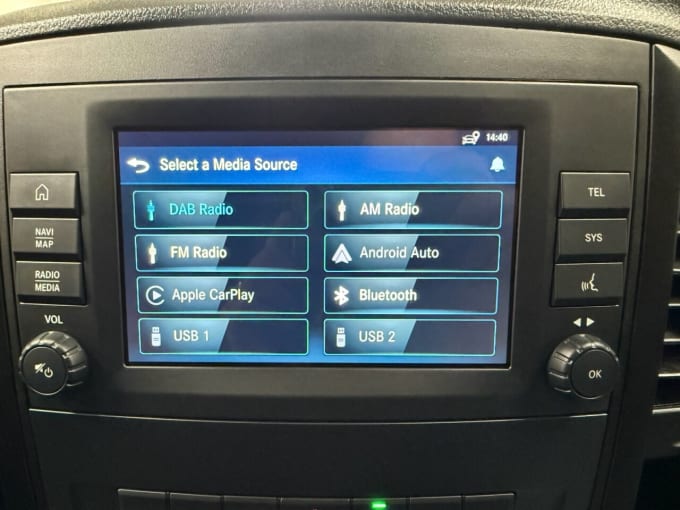 14:40
Select a Media Source
DAB Radio
AM Radio
FM Radio
Android Auto
Apple CarPlay
Bluetooth
USB 1
USB 2
NAVI
MAP
RADIO
MEDIA
VOL
TEL
SYS
OK